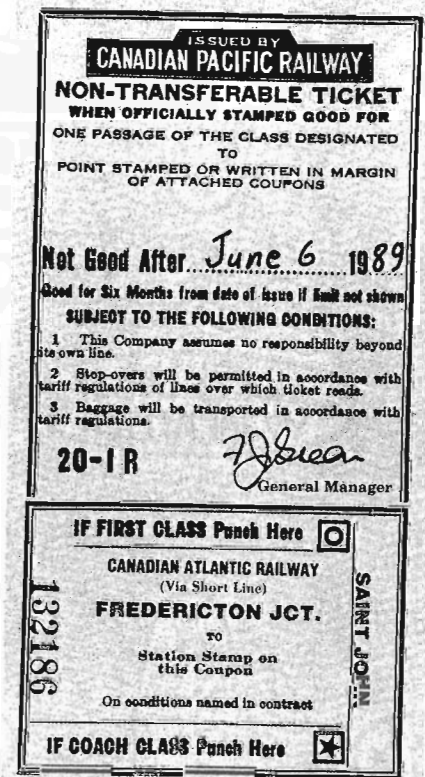 ISSUED BY
CANADIAN PACIFIC RAILWAY
NON-TRANSFERABLE TICKET
WHEN OFFICIALLY STAMPED GOOD FOR
ONE PASSAGE OF THE CLASS DESIGNATED
TO
POINT STAMPED OR WRITTEN IN MARGIN
OF ATTACHED COUPONS
Not Good After June 6 1989
Good for Six Months from date of issue if limit not shown
SUBJECT TO THE FOLLOWING CONDITIONS:
1 This Company assumes no responsibility beyond
its own line.
2 Stop-overs will be permitted in accordance with
tariff regulations of lines over which ticket reads.
3 Baggage will be transported in accordance with
tariff regulations.
20-1 R
General Manager
IF FIRST CLASS Punch Here
CANADIAN ATLANTIC RAILWAY
(Via Short Line)
FREDERICTON JCT.
TO
Station Stamp on
this Coupon
On conditions named in contract
IF COACH CLASS Punch Here
132186
SAINT JOHN